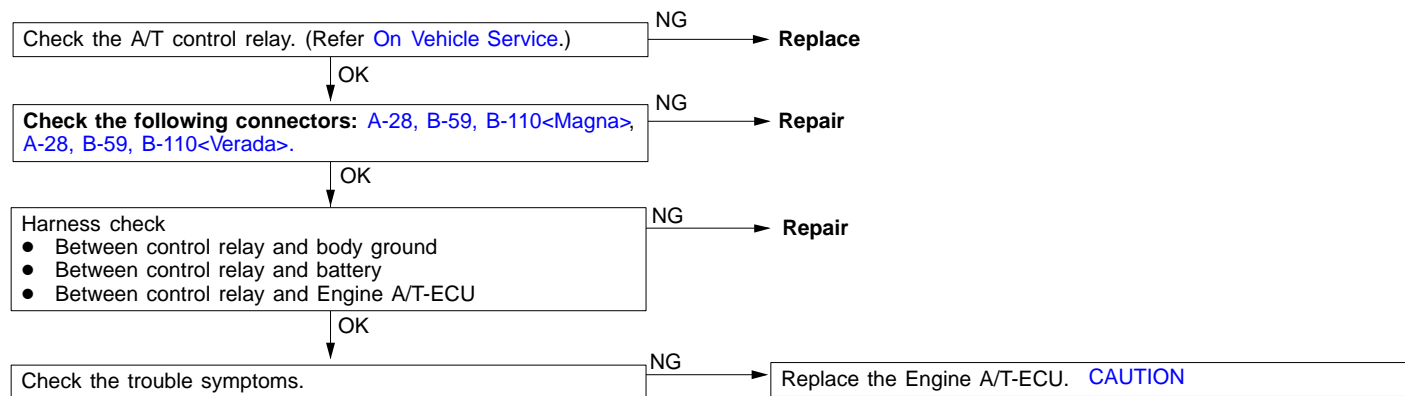 Check the A/T control relay. (Refer On Vehicle Service.)
NG
Replace
OK
Check the following connectors: A-28, B-59, B-110<Magna>,
A-28, B-59, B-110<Verada>.
NG
Repair
OK
Harness check
● Between control relay and body ground
● Between control relay and battery
● Between control relay and Engine A/T-ECU
NG
Repair
OK
Check the trouble symptoms.
NG
Replace the Engine A/T-ECU. CAUTION